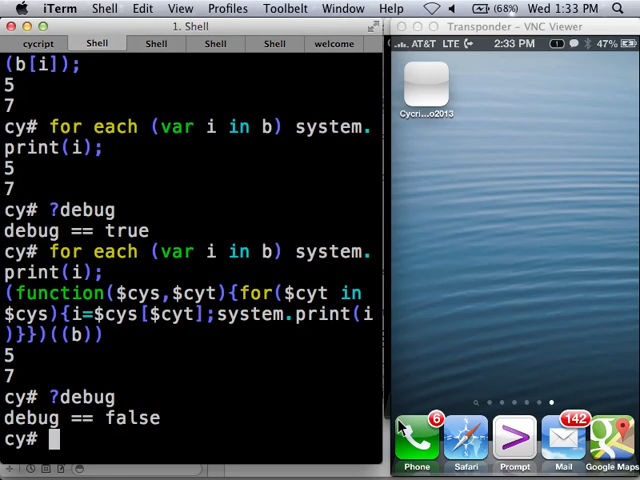 iTerm Shell Edit View Profiles Toolbelt Window Help (68%) Wed 1:33 PM
1. Shell
cycript Shell Shell Shell Shell welcome
(b[i]);
5
7
cy# for each (var i in b) system.
print(i);
5
7
cy# ?debug
debug == true
cy# for each (var i in b) system.
print(i);
(function($cys,$cyt){for($cyt in
$cys){i=$cys[$cyt];system.print(i
)}})((b))
5
7
cy# ?debug
debug == false
cy#
Transponder – VNC Viewer
AT&T LTE 2:33 PM 1 47%
Cycri...o2013
6 142
Phone Safari Prompt Mail Google Maps